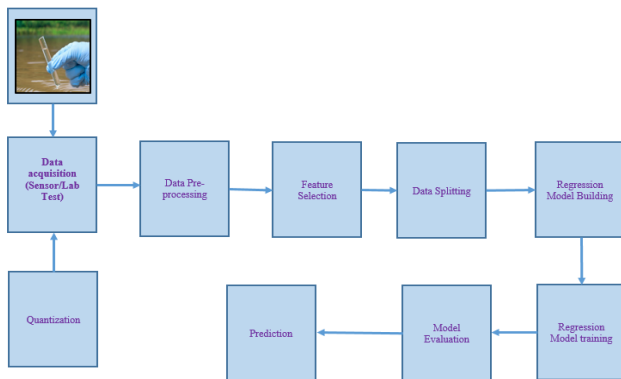 Data
acquisition
(Sensor/Lab
Test)
Data Pre-
processing
Feature
Selection
Data Splitting
Regression
Model Building
Quantization
Prediction
Model
Evaluation
Regression
Model training